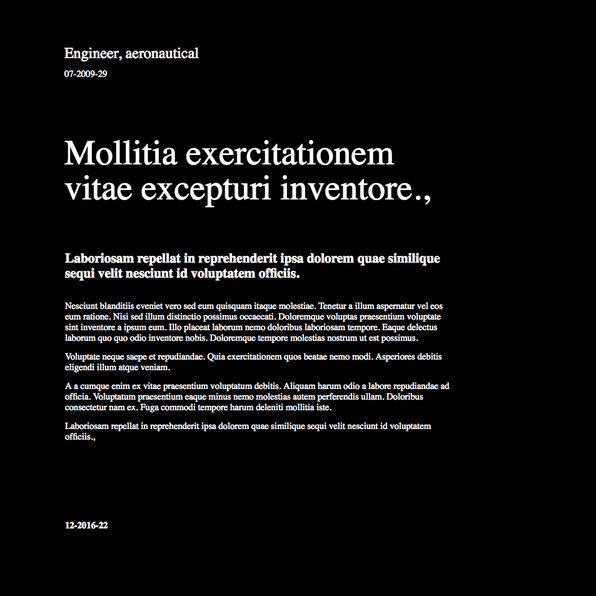 Engineer, aeronautical
07-2009-29
Mollitia exercitationem
vitae excepturi inventore.,
Laboriosam repellat in reprehenderit ipsa dolorem quae similique
sequi velit nesciunt id voluptatem officiis.
Nesciunt blanditiis eveniet vero sed eum quisquam itaque molestiae. Tenetur a illum aspernatur vel eos
eum ratione. Nisi sed illum distinctio possimus occaecati. Doloremque voluptas praesentium voluptate
sint inventore a ipsum eum. Illo placeat laborum nemo doloribus laboriosam tempore. Eaque delectus
laborum quo quo odio inventore nobis. Doloremque tempore molestias nostrum ut est possimus.
Voluptate neque saepe et repudiandae. Quia exercitationem quos beatae nemo modi. Asperiores debitis
eligendi illum atque veniam.
A a cumque enim ex vitae praesentium voluptatum debitis. Aliquam harum odio a labore repudiandae ad
officia. Voluptatum praesentium eaque minus nemo molestias autem perferendis ullam. Doloribus
consectetur nam ex. Fuga commodi tempore harum deleniti mollitia iste.
Laboriosam repellat in reprehenderit ipsa dolorem quae similique sequi velit nesciunt id voluptatem
officiis.,
12-2016-22